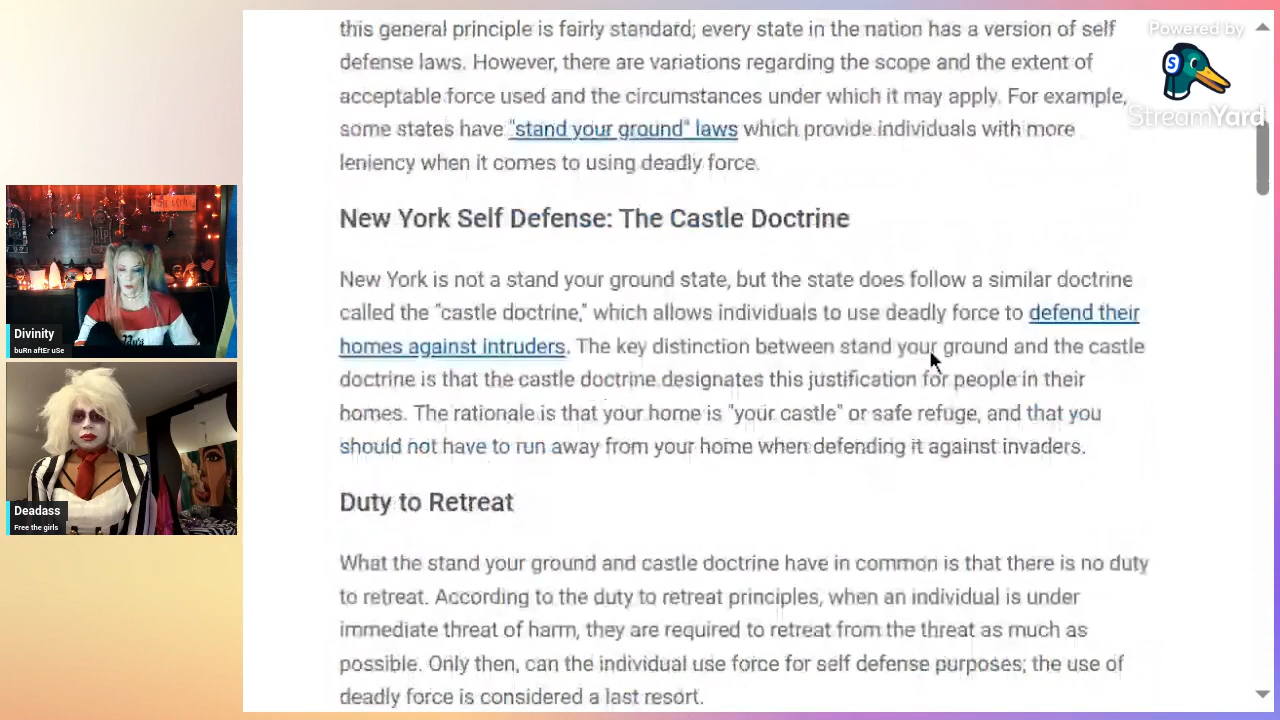 this general principle is fairly standard; every state in the nation has a version of self
defense laws. However, there are variations regarding the scope and the extent of
acceptable force used and the circumstances under which it may apply. For example,
some states have "stand your ground" laws which provide individuals with more
leniency when it comes to using deadly force.
New York Self Defense: The Castle Doctrine
New York is not a stand your ground state, but the state does follow a similar doctrine
called the "castle doctrine," which allows individuals to use deadly force to defend their
homes against intruders. The key distinction between stand your ground and the castle
doctrine is that the castle doctrine designates this justification for people in their
homes. The rationale is that your home is "your castle" or safe refuge, and that you
should not have to run away from your home when defending it against invaders.
Duty to Retreat
What the stand your ground and castle doctrine have in common is that there is no duty
to retreat. According to the duty to retreat principles, when an individual is under
immediate threat of harm, they are required to retreat from the threat as much as
possible. Only then, can the individual use force for self defense purposes; the use of
deadly force is considered a last resort.
Powered by
S
StreamYard
Divinity
buRn aftEr uSe
Deadass
Free the girls